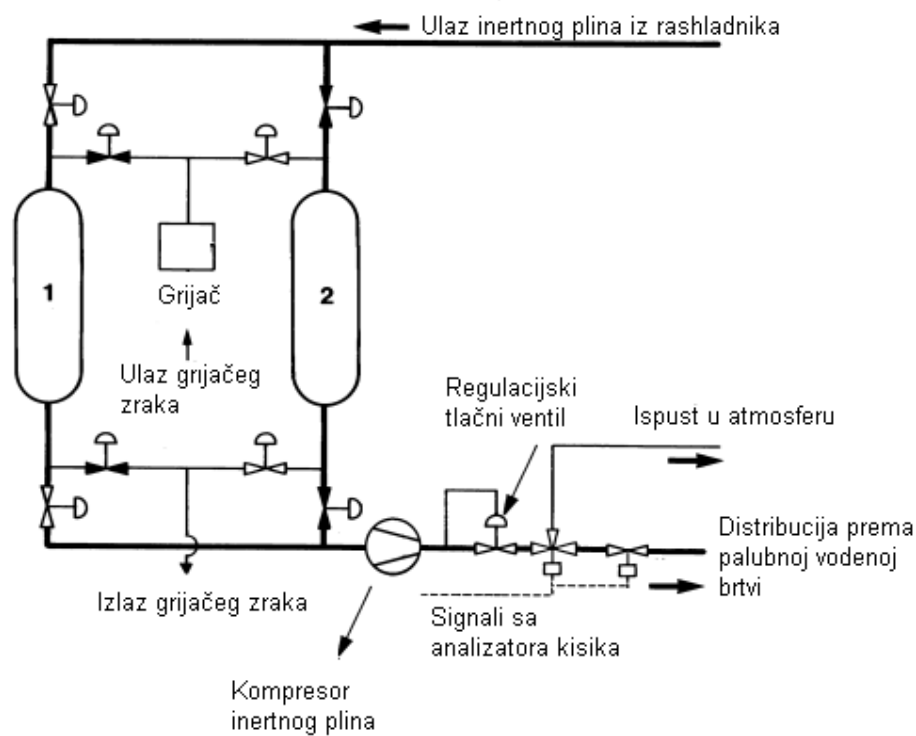 Ulaz inertnog plina iz rashladnika
1
2
Grijač
Ulaz grijačeg
zraka
Regulacijski
tlačni ventil
Ispust u atmosferu
Distribucija prema
palubnoj vodenoj
brtvi
Izlaz grijačeg zraka
Signali sa
analizatora kisika
Kompresor
inertnog plina